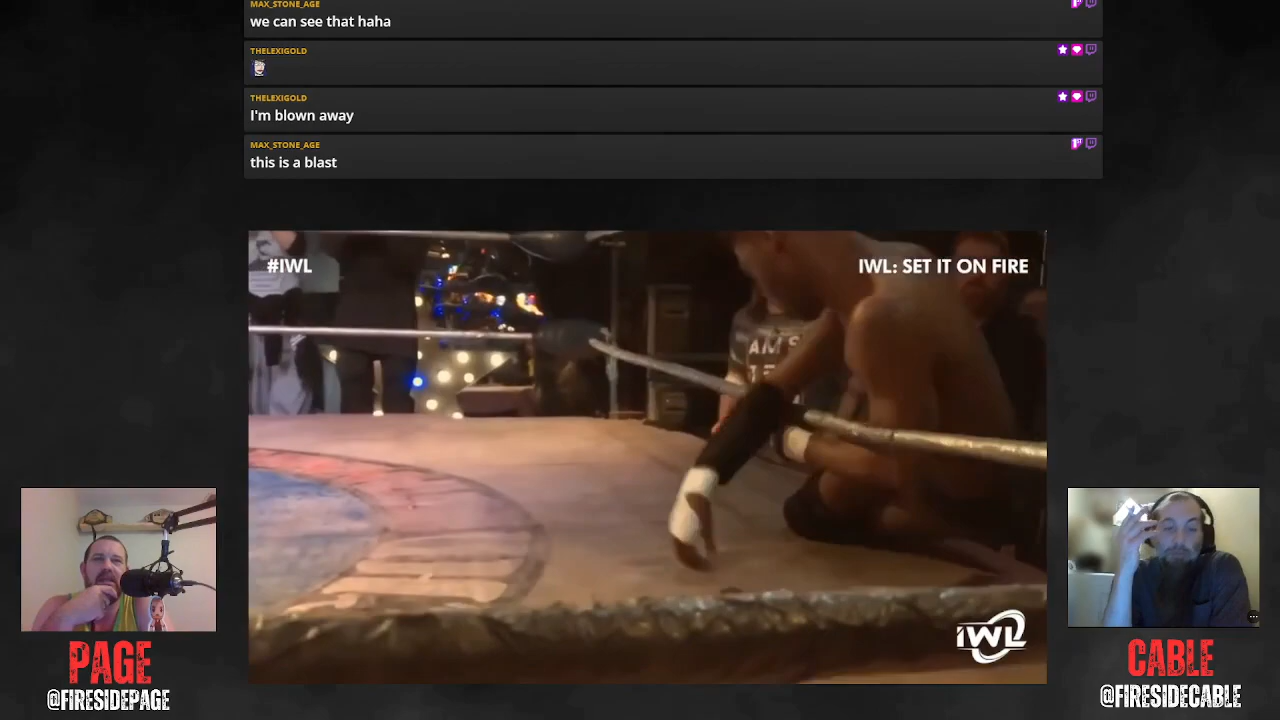 MAX_STONE_AGE
we can see that haha
THELEXIGOLD
THELEXIGOLD
I'm blown away
MAX_STONE_AGE
this is a blast
#IWL
IWL: SET IT ON FIRE
AM S
IWL
PAGE
@FIRESIDEPAGE
CABLE
@FIRESIDECABLE